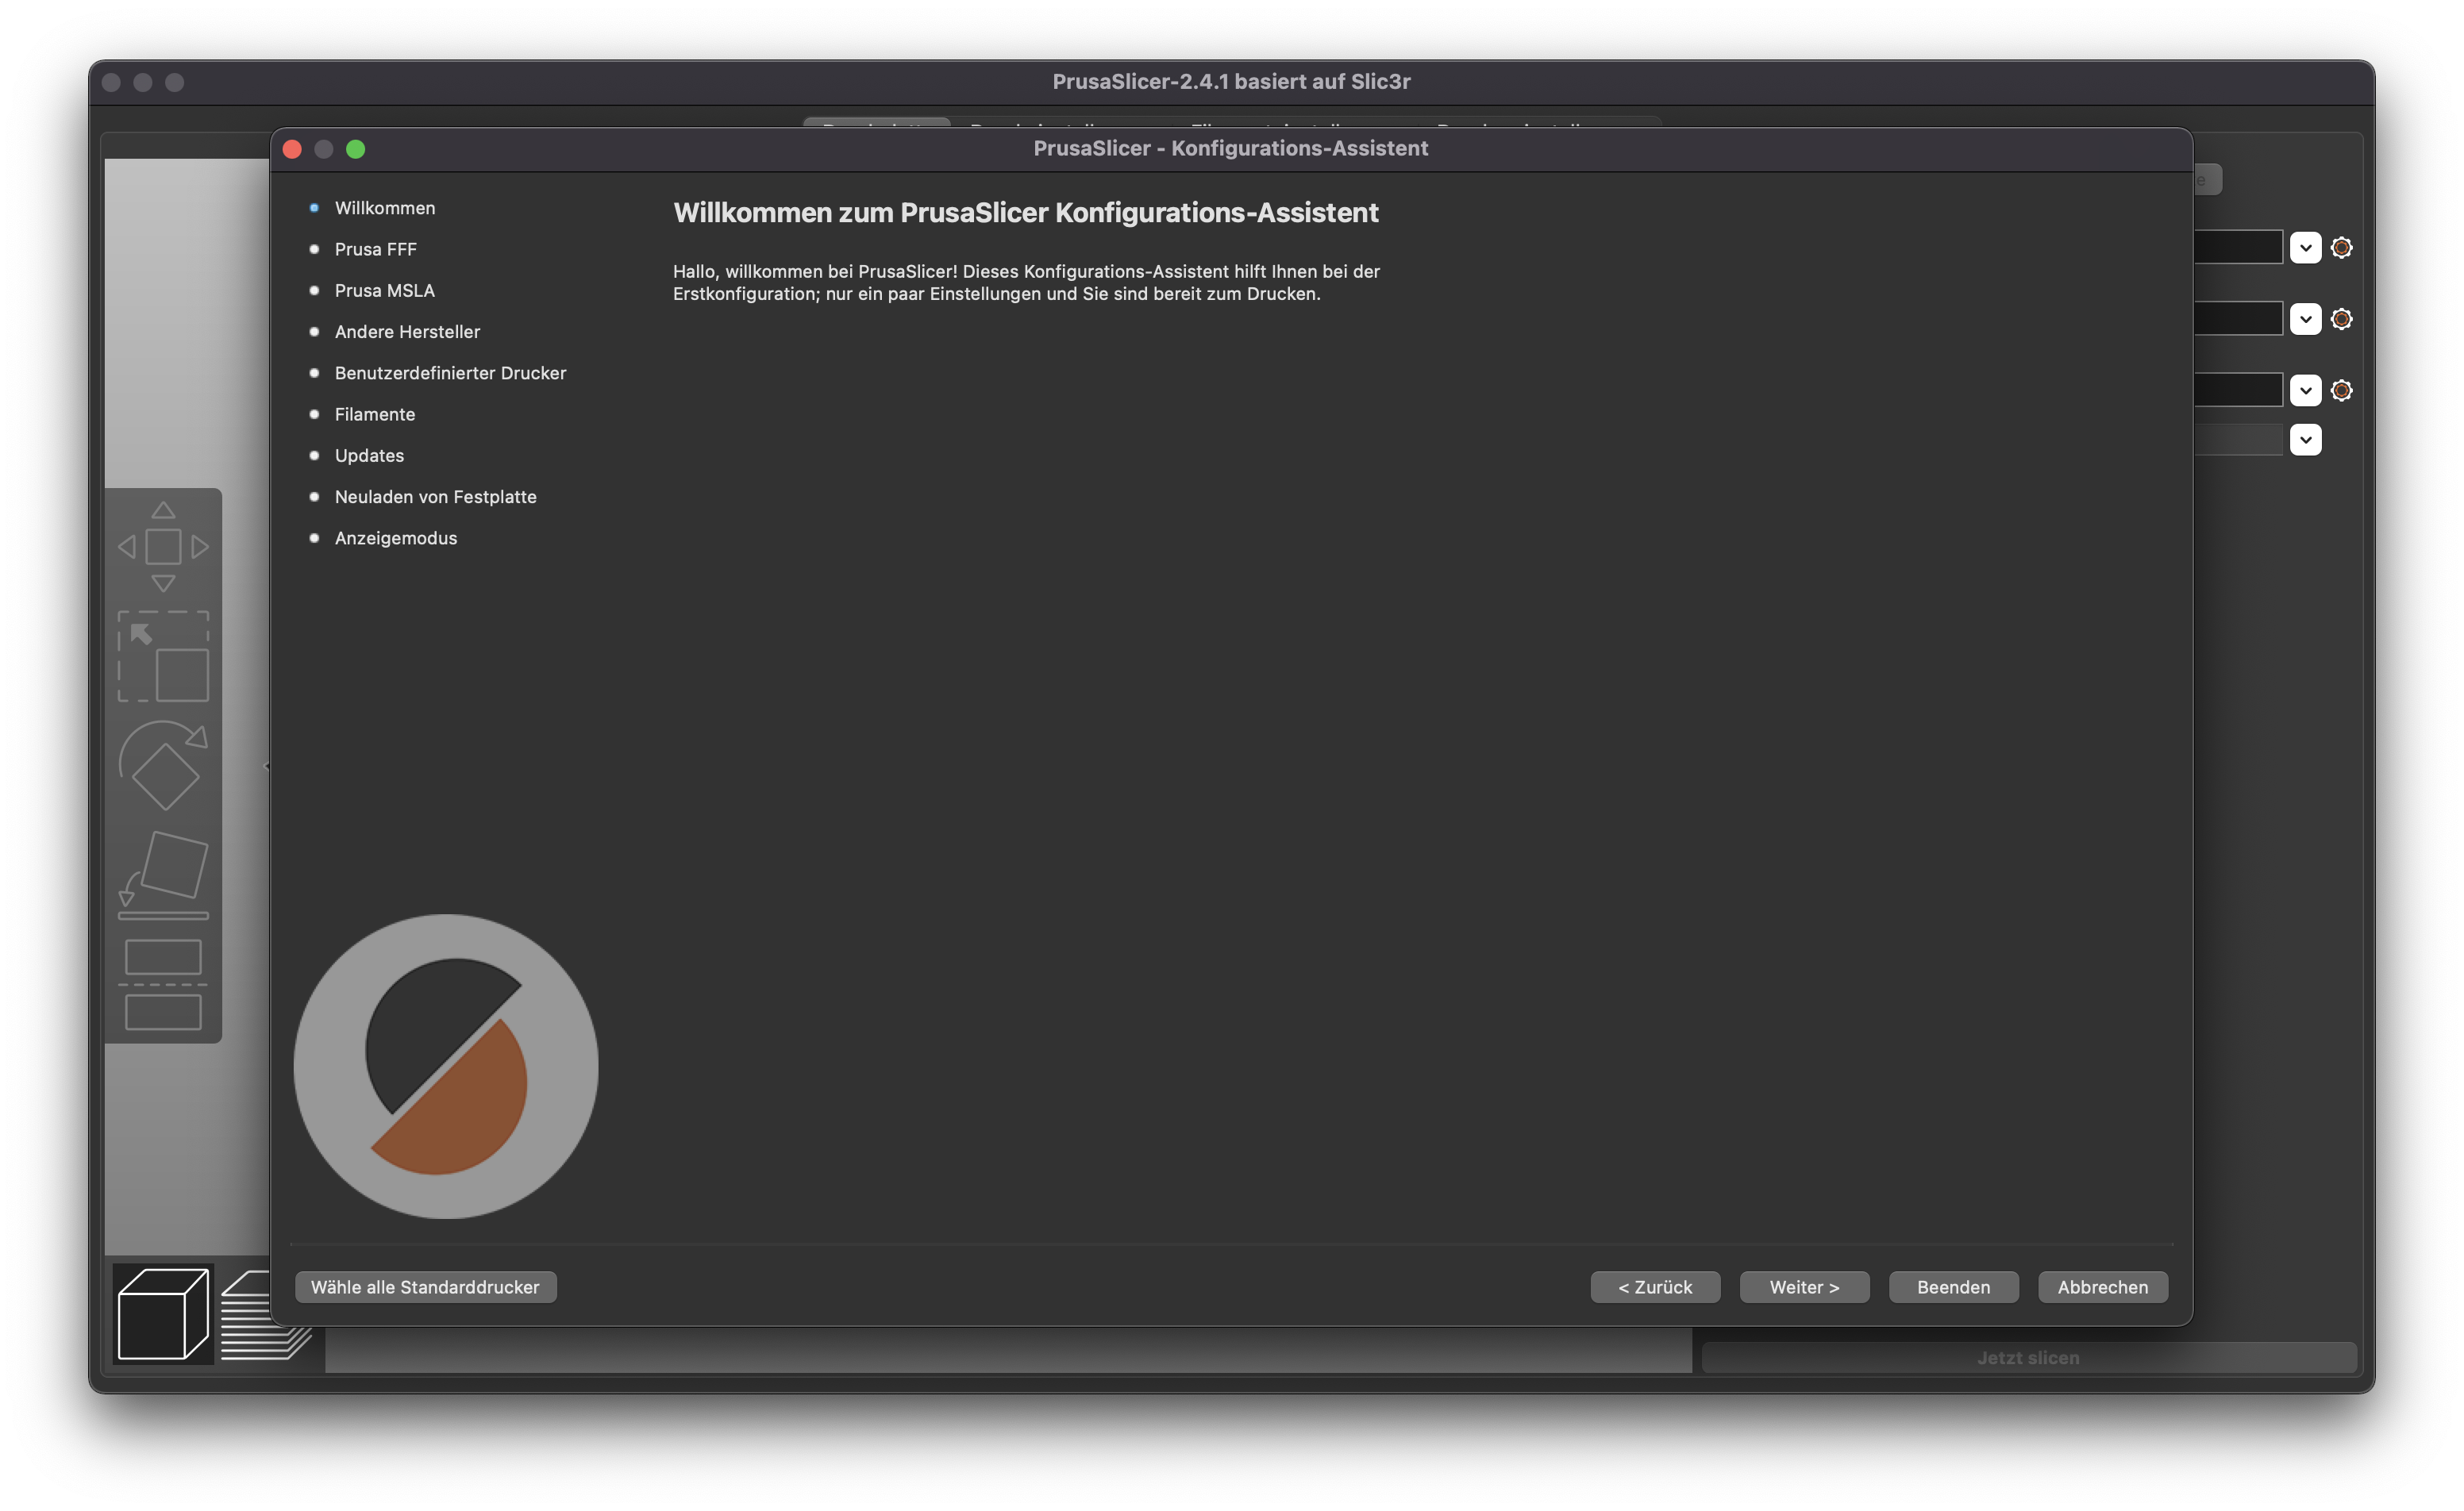 PrusaSlicer-2.4.1 basiert auf Slic3r
PrusaSlicer - Konfigurations-Assistent
Willkommen
Prusa FFF
Prusa MSLA
Andere Hersteller
Benutzerdefinierter Drucker
Filamente
Updates
Neuladen von Festplatte
Anzeigemodus
Willkommen zum PrusaSlicer Konfigurations-Assistent
Hallo, willkommen bei PrusaSlicer! Dieses Konfigurations-Assistent hilft Ihnen bei der
Erstkonfiguration; nur ein paar Einstellungen und Sie sind bereit zum Drucken.
Wähle alle Standarddrucker
< Zurück
Weiter >
Beenden
Abbrechen
Jetzt slicen